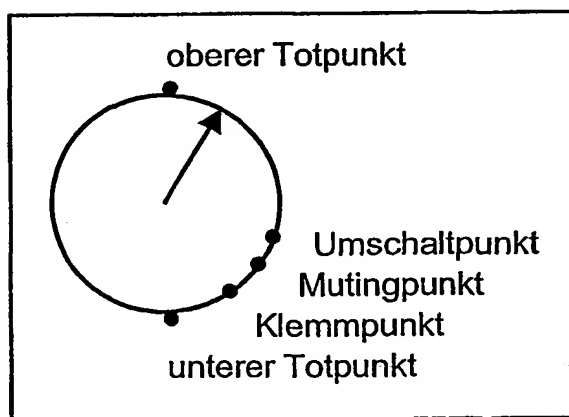 oberer Totpunkt
Umschaltpunkt
Mutingpunkt
Klemmpunkt
unterer Totpunkt